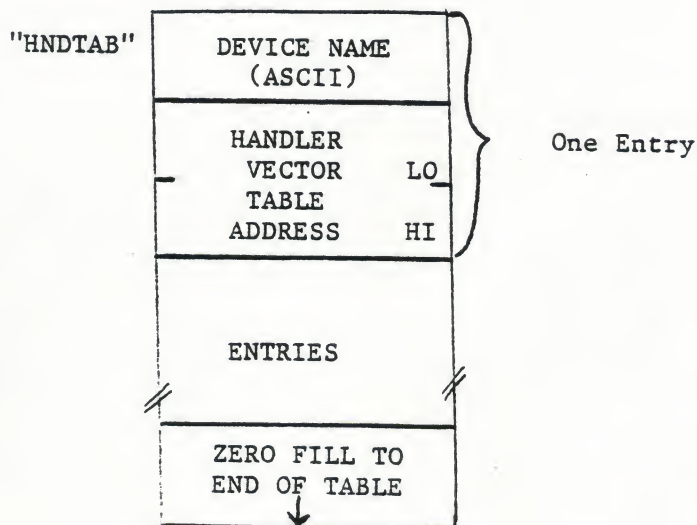 "HNDTAB"
DEVICE NAME
(ASCII)
HANDLER
VECTOR LO
TABLE
ADDRESS HI
One Entry
ENTRIES
ZERO FILL TO
END OF TABLE